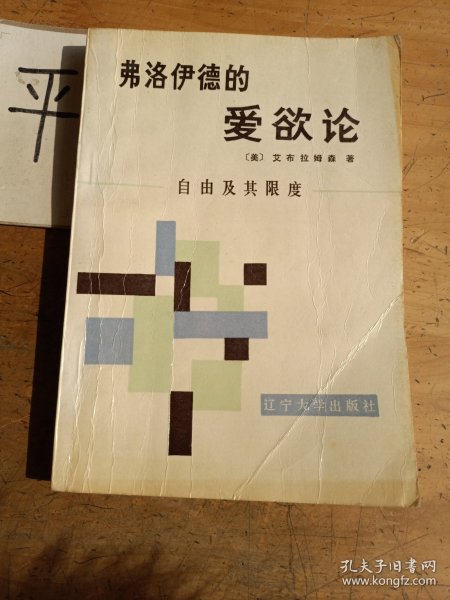 平
弗洛伊德的
爱欲论
〔美〕艾布拉姆森 著
自由及其限度
辽宁大学出版社
孔夫子旧书网
www.kongfz.com